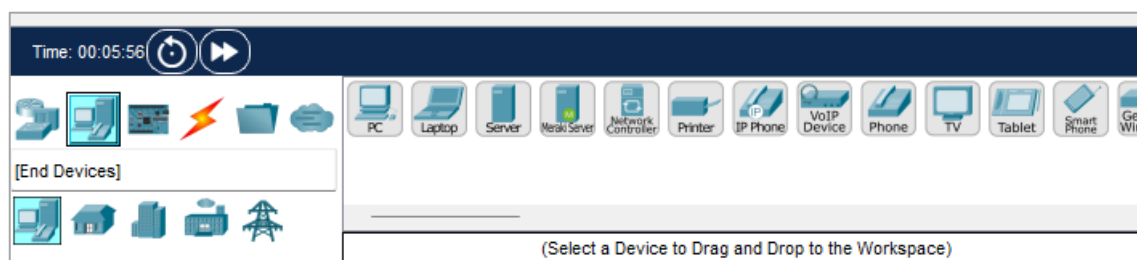 Time: 00:05:56
PC
Laptop
Server
Meraki Server
M
Network
Controller
Printer
IP
IP Phone
VoIP
Device
Phone
TV
Tablet
Smart
Phone
[End Devices]
(Select a Device to Drag and Drop to the Workspace)